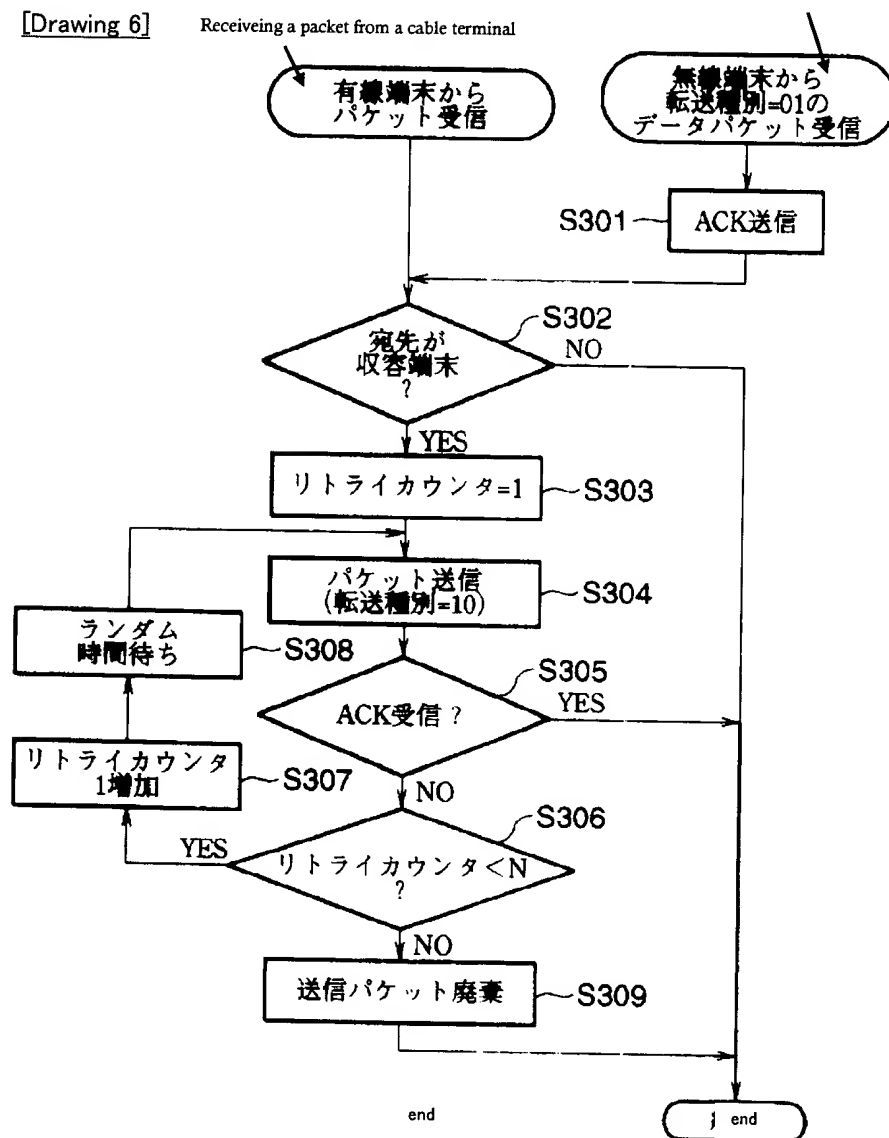 [Drawing 6]
Receiveing a packet from a cable terminal
有線端末から
パケット受信
無線端末から
転送種別=01の
データパケット受信
S301
ACK送信
S302
宛先が
収容端末
?
NO
YES
リトライカウンタ=1
S303
パケット送信
(転送種別=10)
S304
ランダム
時間待ち
S308
S305
ACK受信?
YES
リトライカウンタ
1増加
S307
NO
S306
YES
リトライカウンタ<N
?
NO
送信パケット廃棄
S309
end
end